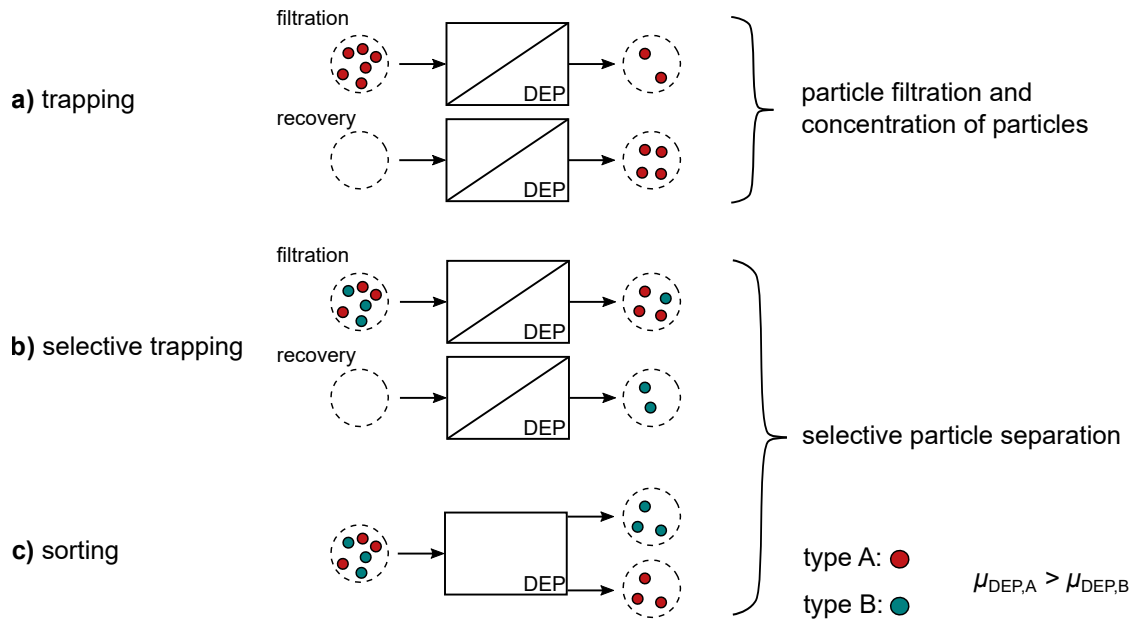 filtration
DEP
a) trapping
recovery
DEP
particle filtration and
concentration of particles
filtration
DEP
b) selective trapping
recovery
DEP
selective particle separation
c) sorting
DEP
type A:
type B:
μDEP,A > μDEP,B